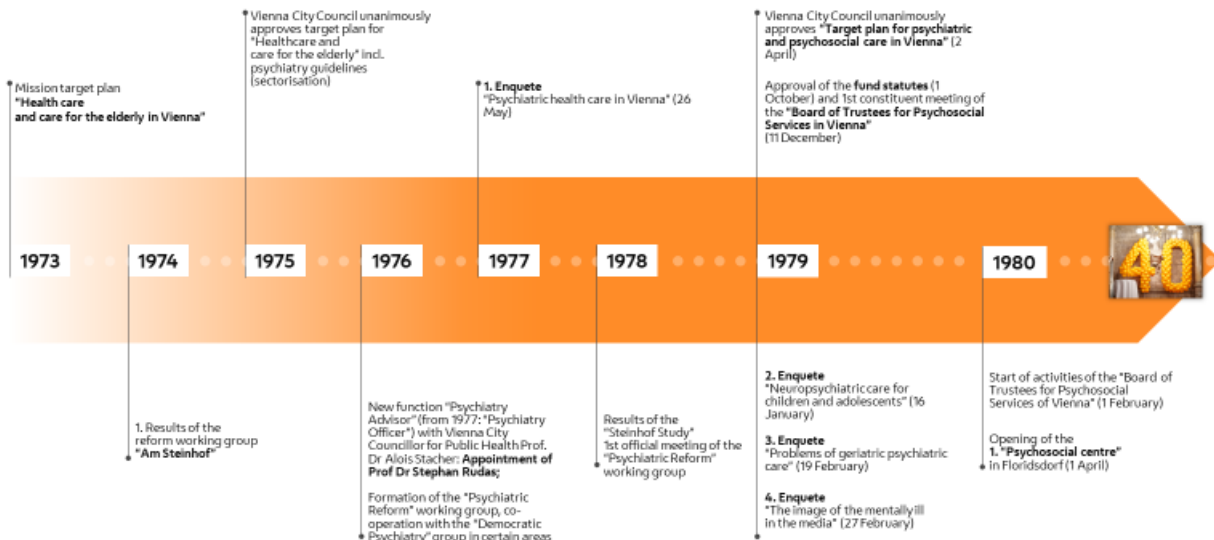 Mission target plan
"Health care
and care for the elderly in Vienna"
Vienna City Council unanimously
approves target plan for
"Healthcare and
care for the elderly" incl.
psychiatry guidelines
(sectorisation)
1. Enquete
"Psychiatric health care in Vienna" (26
May)
Vienna City Council unanimously
approves "Target plan for psychiatric
and psychosocial care in Vienna" (2
April)
Approval of the fund statutes (1
October) and 1st constituent meeting of
the "Board of Trustees for Psychosocial
Services in Vienna"
(11 December)
1973
1974
1975
1976
1977
1978
1979
1980
40
1. Results of the
reform working group
"Am Steinhof"
New function "Psychiatry
Advisor" (from 1977: "Psychiatry
Officer") with Vienna City
Councillor for Public Health Prof.
Dr Alois Stacher: Appointment of
Prof Dr Stephan Rudas;
Formation of the "Psychiatric
Reform" working group, co-
operation with the "Democratic
Psychiatry" group in certain areas
Results of the
"Steinhof Study"
1st official meeting of the
"Psychiatric Reform"
working group
2. Enquete
"Neuropsychiatric care for
children and adolescents" (16
January)
3. Enquete
"Problems of geriatric psychiatric
care" (19 February)
4. Enquete
"The image of the mentally ill
in the media" (27 February)
Start of activities of the "Board of
Trustees for Psychosocial
Services of Vienna" (1 February)
Opening of the
1. "Psychosocial centre"
in Floridsdorf (1 April)